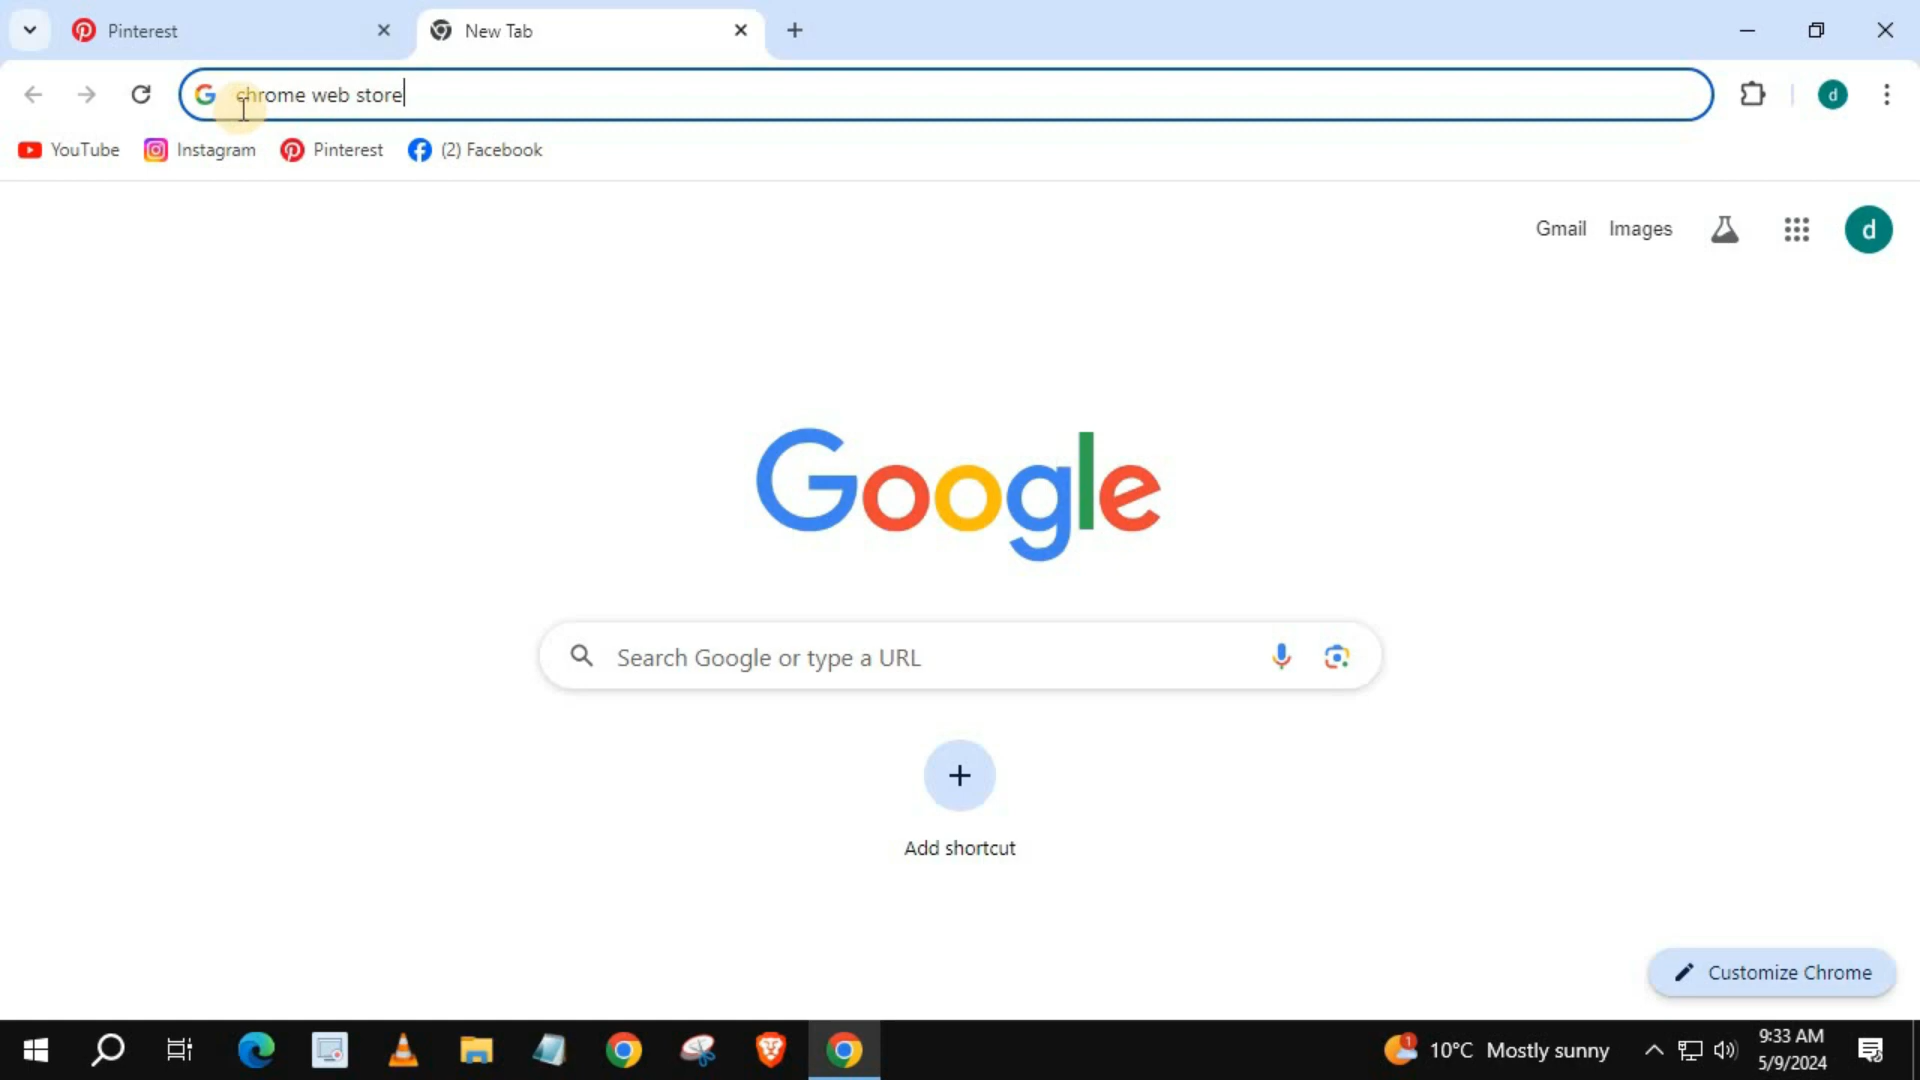 Pinterest
New Tab
chrome web store
d
YouTube
Instagram
Pinterest
(2) Facebook
Gmail
Images
d
Google
Search Google or type a URL
Add shortcut
Customize Chrome
1
10°C Mostly sunny
9:33 AM
5/9/2024